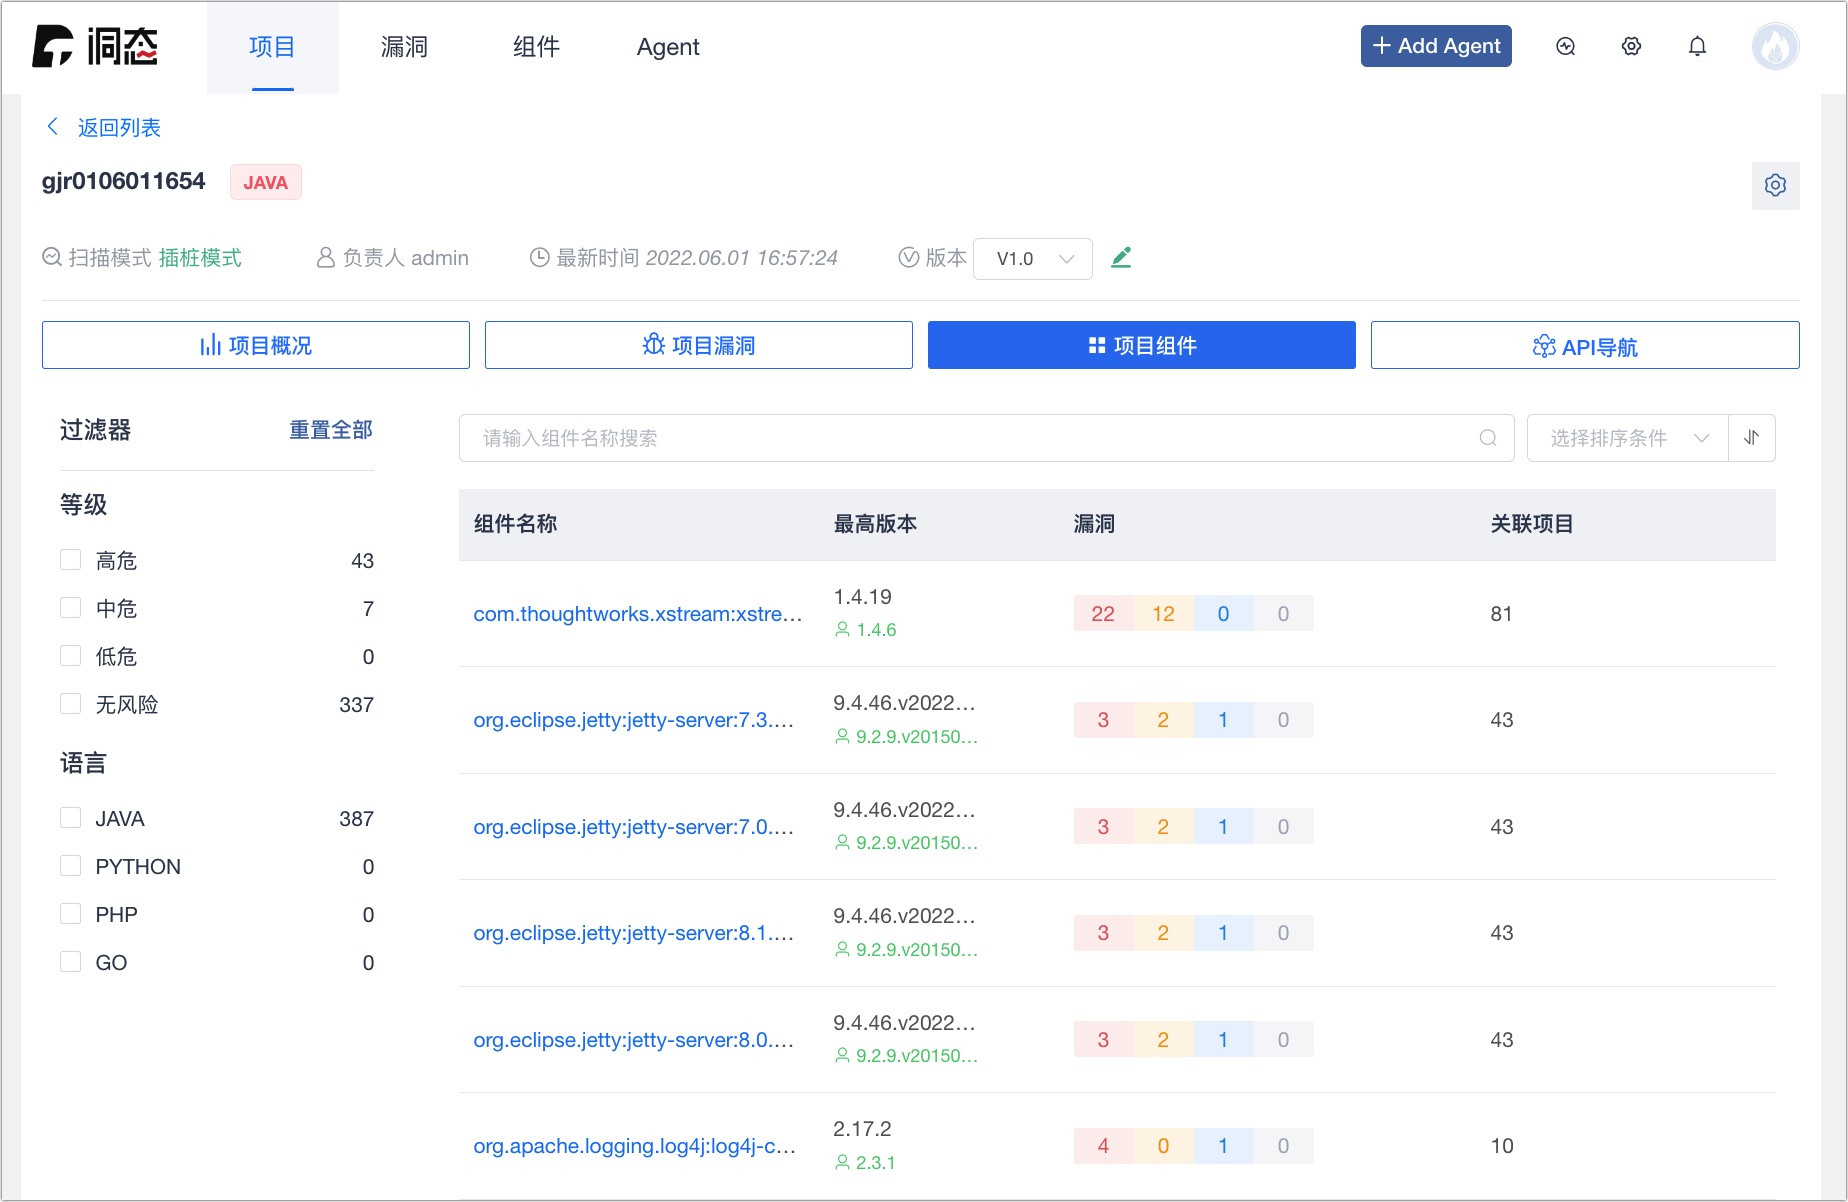 洞态 项目 漏洞 组件 Agent + Add Agent
返回列表
gjr0106011654 JAVA
扫描模式 插桩模式 负责人 admin 最新时间 2022.06.01 16:57:24 版本 V1.0
项目概况 项目漏洞 项目组件 API导航
过滤器 重置全部
等级
高危 43
中危 7
低危 0
无风险 337
语言
JAVA 387
PYTHON 0
PHP 0
GO 0
请输入组件名称搜索 选择排序条件
组件名称 最高版本 漏洞 关联项目
com.thoughtworks.xstream:xstre... 1.4.19 22 12 0 0 81
1.4.6
org.eclipse.jetty:jetty-server:7.3.... 9.4.46.v2022... 3 2 1 0 43
9.2.9.v20150...
org.eclipse.jetty:jetty-server:7.0.... 9.4.46.v2022... 3 2 1 0 43
9.2.9.v20150...
org.eclipse.jetty:jetty-server:8.1.... 9.4.46.v2022... 3 2 1 0 43
9.2.9.v20150...
org.eclipse.jetty:jetty-server:8.0.... 9.4.46.v2022... 3 2 1 0 43
9.2.9.v20150...
org.apache.logging.log4j:log4j-c... 2.17.2 4 0 1 0 10
2.3.1